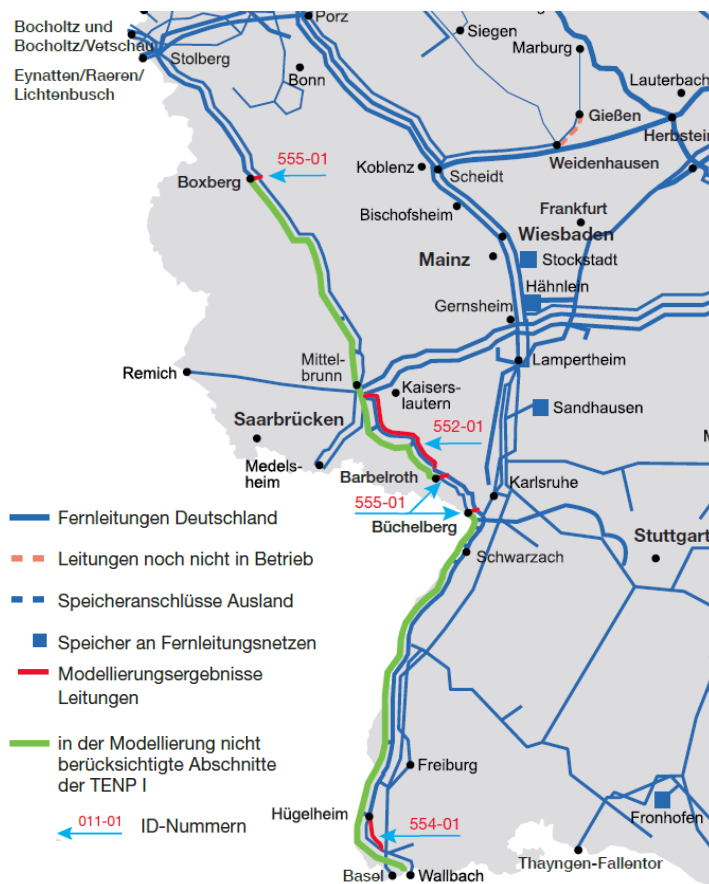 Bocholtz und
Bocholtz/Vetschau
Eynatten/Raeren/
Lichtenbusch
Stolberg
Porz
Bonn
Siegen
Marburg
Lauterbach
Gießen
Herbstein
Weidenhausen
555-01
Boxberg
Koblenz
Scheidt
Bischofsheim
Frankfurt
Wiesbaden
Mainz
Stockstadt
Hähnlein
Gernsheim
Mittel-
brunn
Remich
Lampertheim
Kaisers-
lautern
Saarbrücken
552-01
Sandhausen
Medels-
heim
Barbelroth
Karlsruhe
555-01
Büchelberg
Stuttgart
Schwarzach
Fernleitungen Deutschland
Leitungen noch nicht in Betrieb
Speicheranschlüsse Ausland
Speicher an Fernleitungsnetzen
Modellierungsergebnisse
Leitungen
in der Modellierung nicht
berücksigtigte Abschnitte
der TENP I
011-01 ID-Nummern
Freiburg
Hügelheim
554-01
Fronhofen
Thayngen-Fallentor
Basel
Wallbach